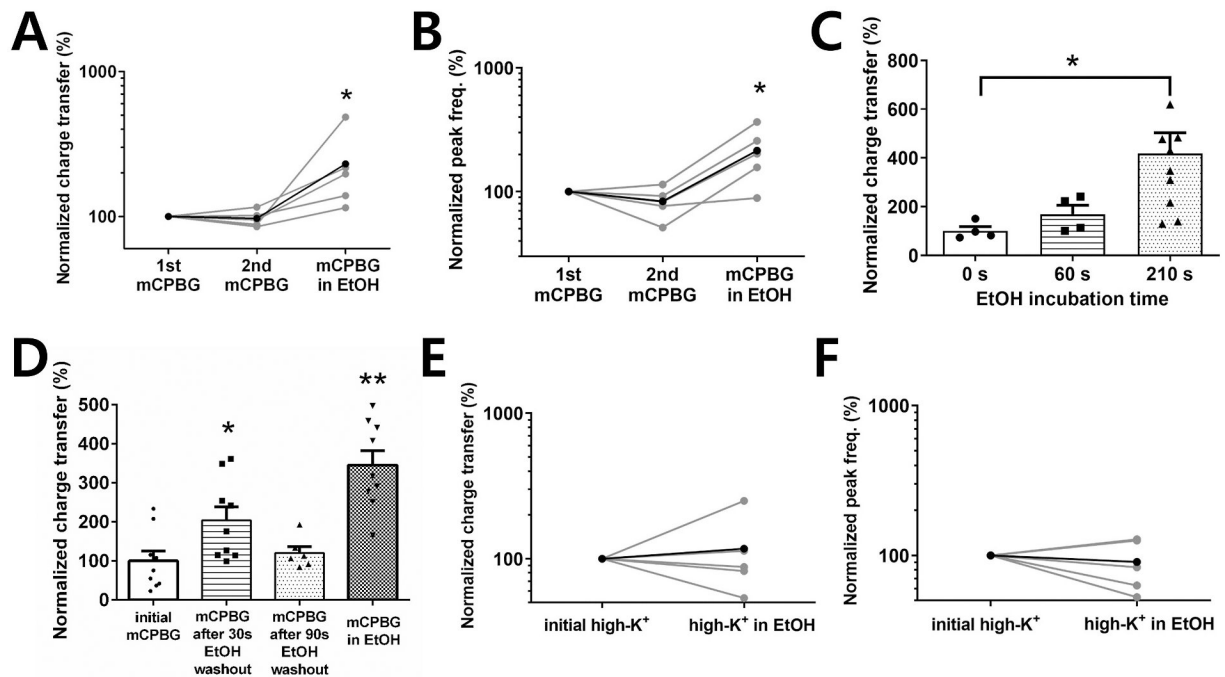 A
Normalized charge transfer (%)
1000
100
*
1st
mCPBG
2nd
mCPBG
mCPBG
in EtOH
B
Normalized peak freq. (%)
1000
100
*
1st
mCPBG
2nd
mCPBG
mCPBG
in EtOH
C
Normalized charge transfer (%)
800
600
400
200
0
*
0 s
60 s
210 s
EtOH incubation time
D
Normalized charge transfer (%)
500
400
300
200
100
0
*
**
initial
mCPBG
mCPBG
after 30s
EtOH
washout
mCPBG
after 90s
EtOH
washout
mCPBG
in EtOH
E
Normalized charge transfer (%)
1000
100
initial high-K⁺
high-K⁺ in EtOH
F
Normalized peak freq. (%)
1000
100
initial high-K⁺
high-K⁺ in EtOH